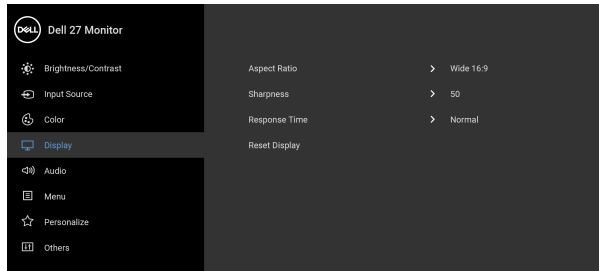 DELL Dell 27 Monitor
Brightness/Contrast
Input Source
Color
Display
Audio
Menu
Personalize
Others
Aspect Ratio > Wide 16:9
Sharpness > 50
Response Time > Normal
Reset Display